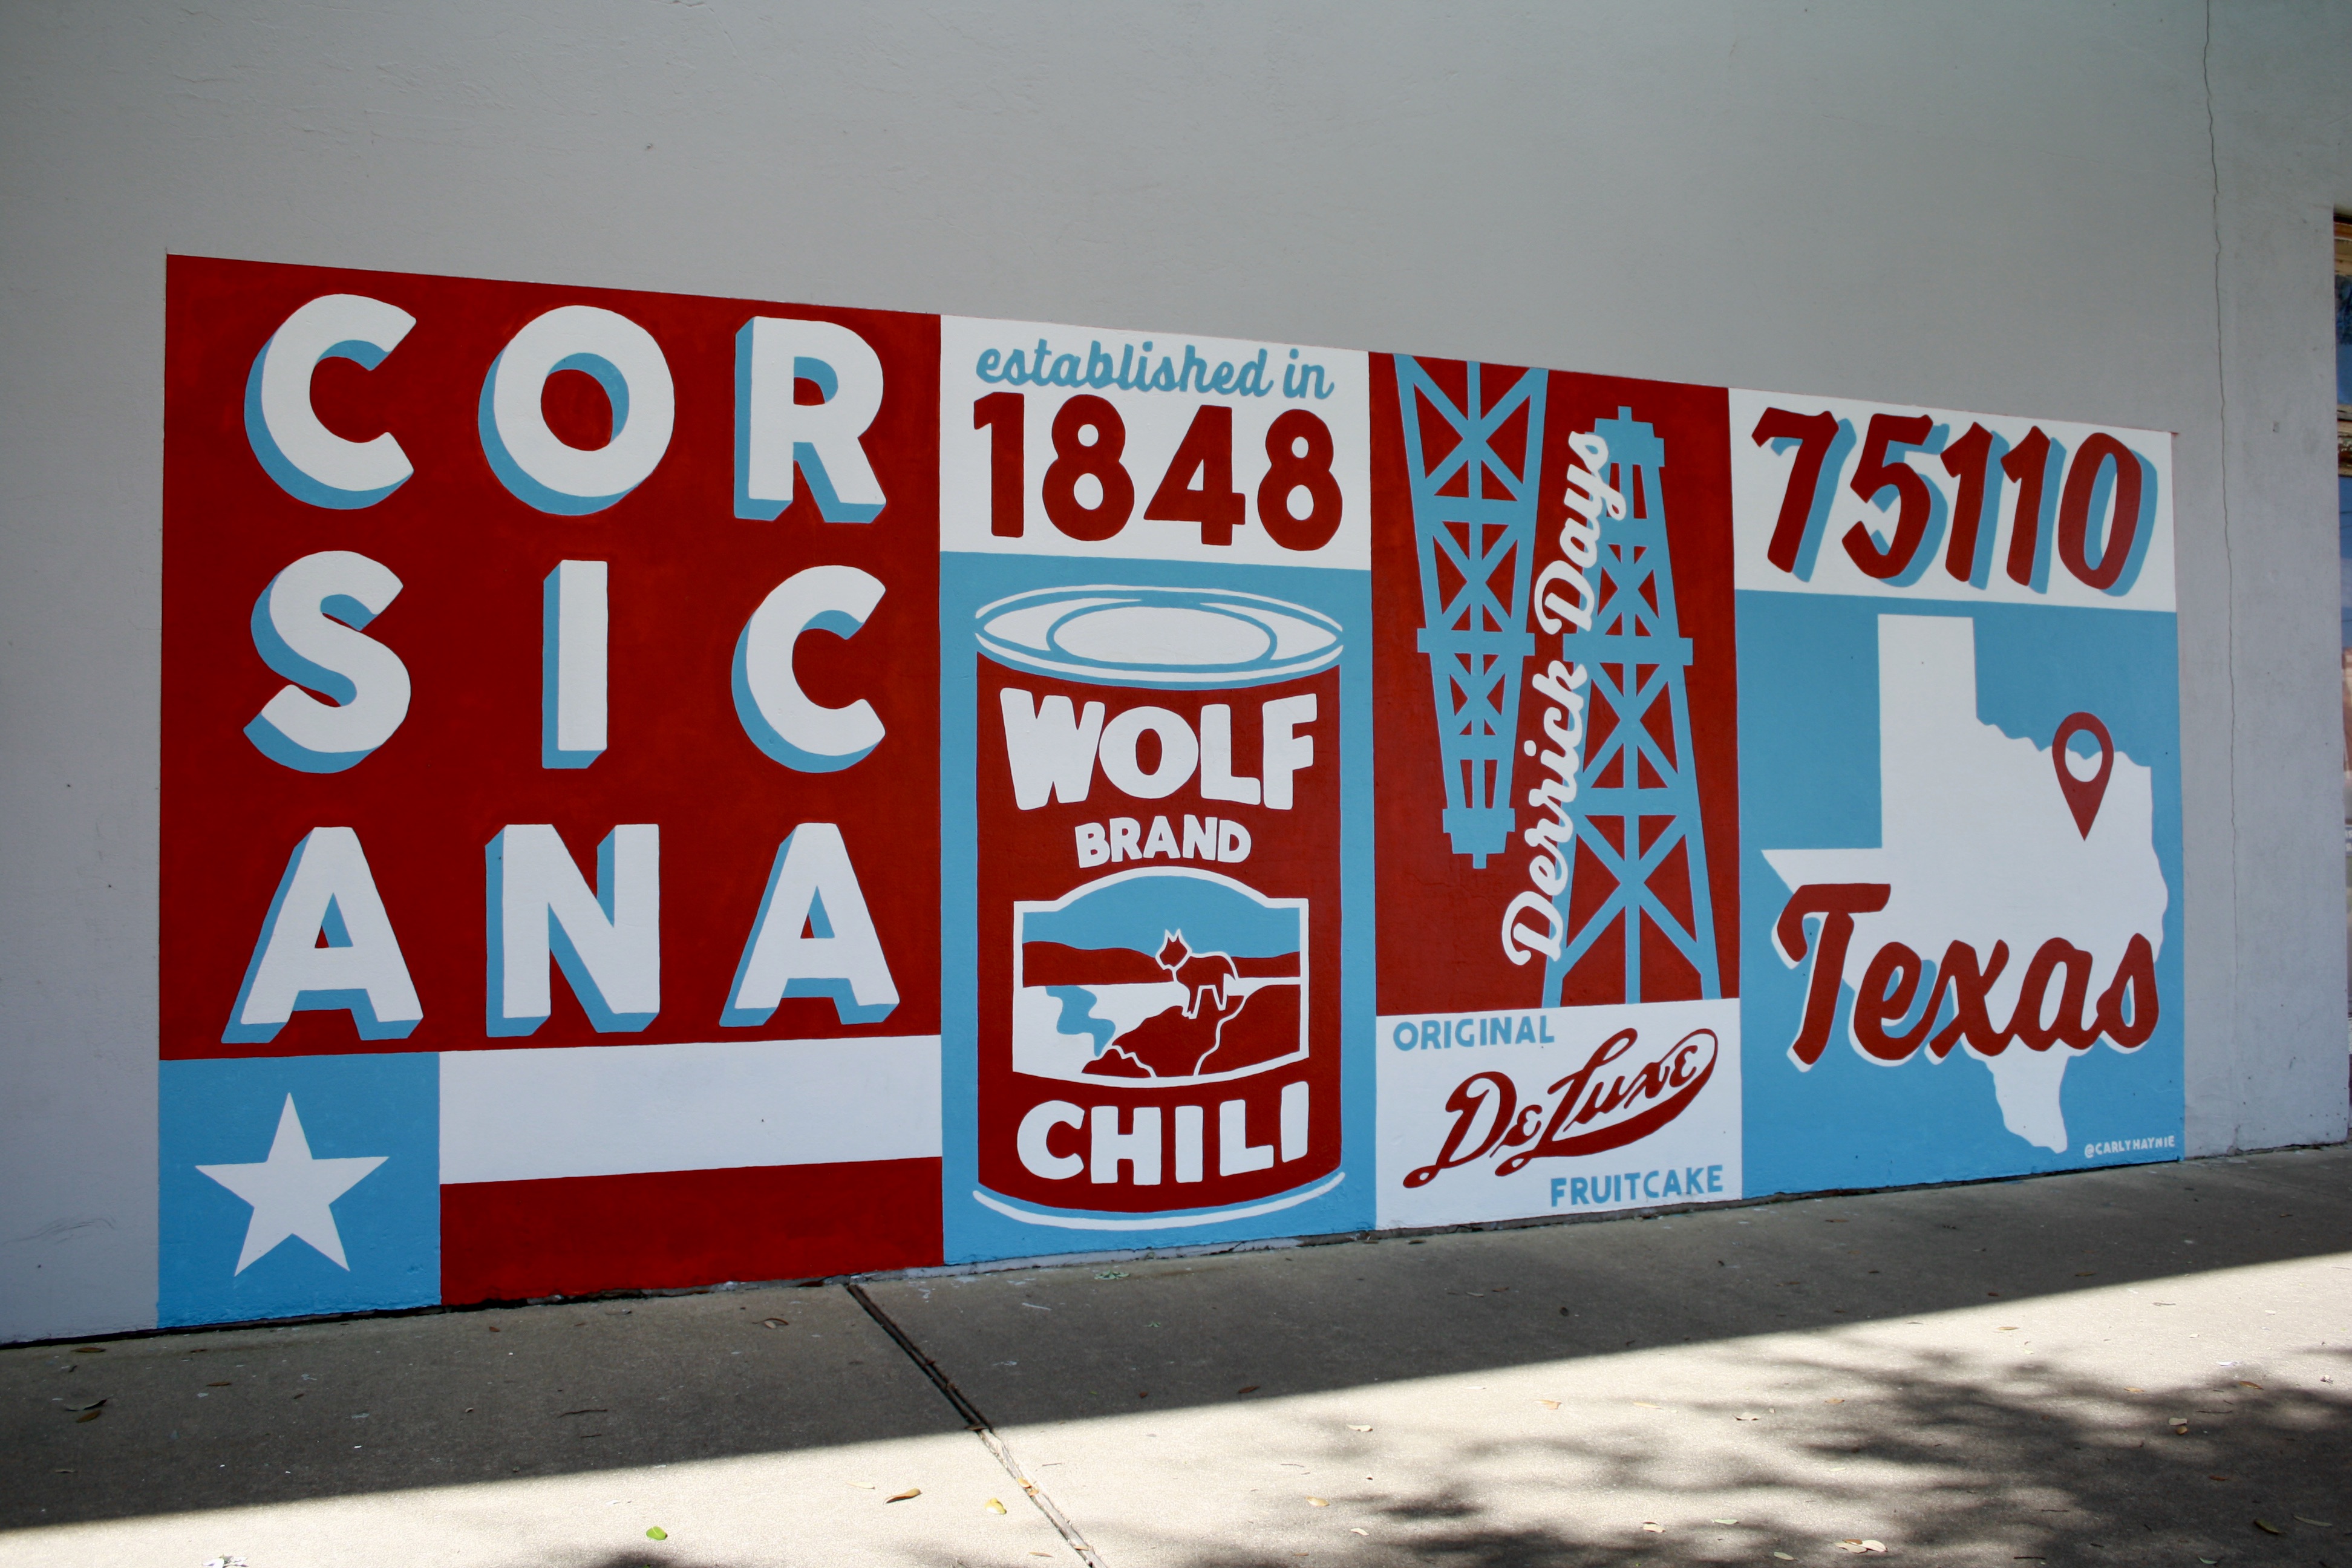 COR
SIC
ANA
established in
1848
WOLF
BRAND
CHILI
Derrick Days
ORIGINAL
DeLuxe
FRUITCAKE
75110
Texas
@CARLYHAYNIE